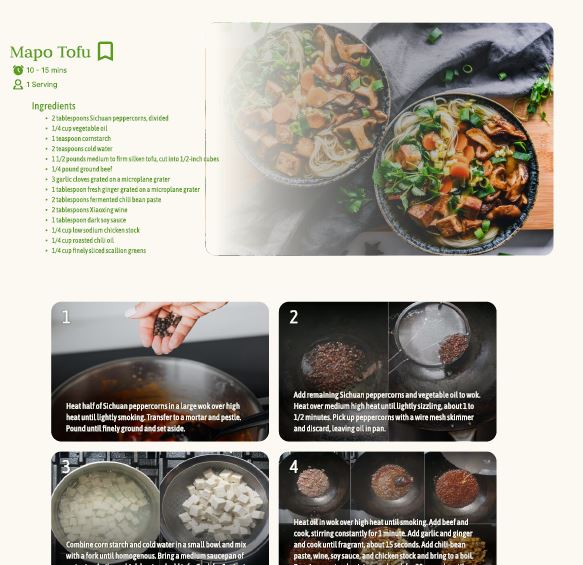 Mapo Tofu
10 - 15 mins
1 Serving
Ingredients
• 2 tablespoons Sichuan peppercorns, divided
• 1/4 cup vegetable oil
• 1 teaspoon cornstarch
• 2 teaspoons cold water
• 1 1/2 pounds medium to firm silken tofu, cut into 1/2-inch cubes
• 1/4 pound ground beef
• 3 garlic cloves grated on a microplane grater
• 1 tablespoon fresh ginger grated on a microplane grater
• 2 tablespoons fermented chili bean paste
• 2 tablespoons Xiaoxing wine
• 1 tablespoon dark soy sauce
• 1/4 cup low sodium chicken stock
• 1/4 cup roasted chili oil
• 1/4 cup finely sliced scallion greens
1
Heat half of Sichuan peppercorns in a large wok over high
heat until lightly smoking. Transfer to a mortar and pestle.
Pound until finely ground and set aside.
2
Add remaining Sichuan peppercorns and vegetable oil to wok.
Heat over medium high heat until lightly sizzling, about 1 to
1/2 minutes. Pick up peppercorns with a wire mesh skimmer
and discard, leaving oil in pan.
3
Combine corn starch and cold water in a small bowl and mix
with a fork until homogenous. Bring a medium saucepan of
4
Heat oil in wok over high heat until smoking. Add beef and
cook, stirring constantly for 1 minute. Add garlic and ginger
and cook until fragrant, about 15 seconds. Add chili-bean
paste, wine, soy sauce, and chicken stock and bring to a boil.